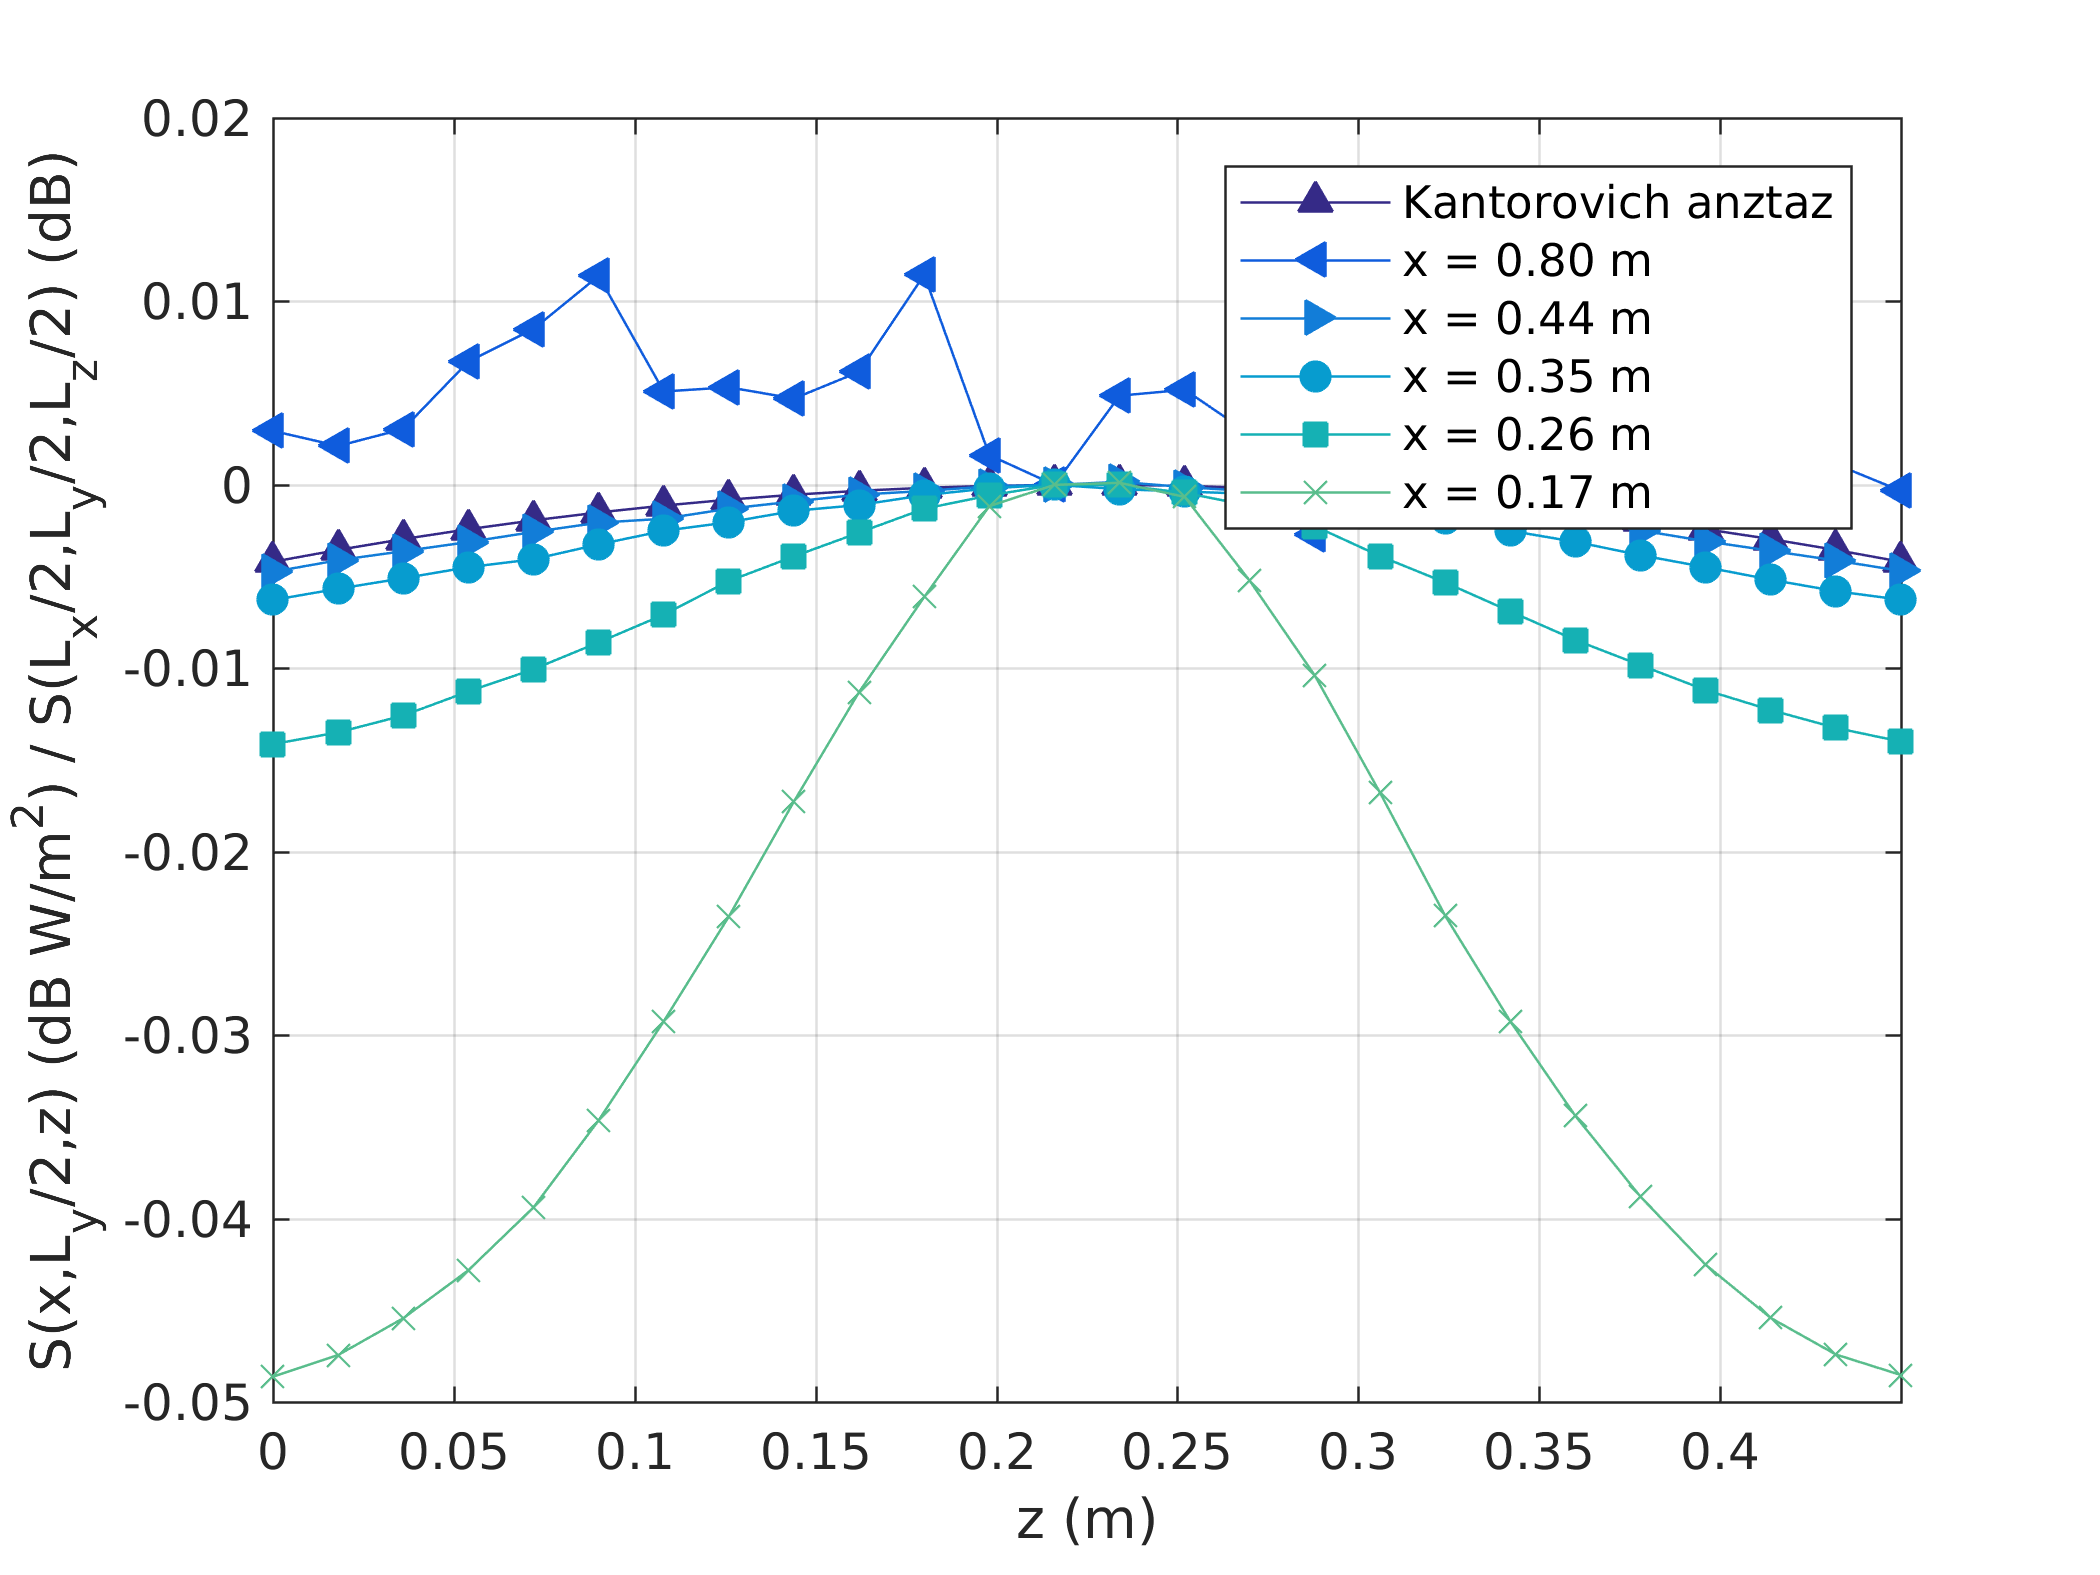 S(x,Ly/2,z) (dB W/m2) / S(Lx/2,Ly/2,Lz/2) (dB)
0.02
0.01
0
-0.01
-0.02
-0.03
-0.04
-0.05
Kantorovich anztaz
x = 0.80 m
x = 0.44 m
x = 0.35 m
x = 0.26 m
x = 0.17 m
0 0.05 0.1 0.15 0.2 0.25 0.3 0.35 0.4
z (m)